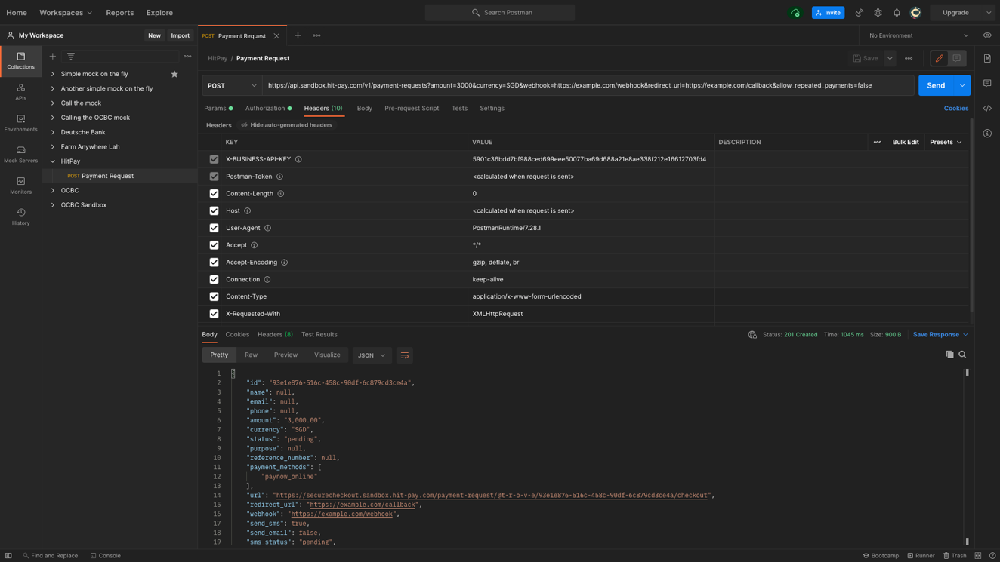 Home Workspaces Reports Explore Search Postman Invite Upgrade
My Workspace New Import POST Payment Request No Environment
HitPay / Payment Request Save
Collections
APIs
Environments
Mock Servers
Monitors
History
Simple mock on the fly
Another simple mock on the fly
Call the mock
Calling the OCBC mock
Deutsche Bank
Farm Anywhere Lah
HitPay
POST Payment Request
OCBC
OCBC Sandbox
POST https://api.sandbox.hit-pay.com/v1/payment-requests?amount=3000&currency=SGD&webhook=https://example.com/webhook&redirect_url=https://example.com/callback&allow_repeated_payments=false Send
Params Authorization Headers (10) Body Pre-request Script Tests Settings Cookies
Headers Hide auto-generated headers
KEY VALUE DESCRIPTION Bulk Edit Presets
X-BUSINESS-API-KEY 5901c36bdd7bf988ced699eee50077ba69d688a21e8ae338f212e16612703fd4
Postman-Token <calculated when request is sent>
Content-Length 0
Host <calculated when request is sent>
User-Agent PostmanRuntime/7.28.1
Accept */*
Accept-Encoding gzip, deflate, br
Connection keep-alive
Content-Type application/x-www-form-urlencoded
X-Requested-With XMLHttpRequest
Body Cookies Headers (8) Test Results Status: 201 Created Time: 1045 ms Size: 900 B Save Response
Pretty Raw Preview Visualize JSON
1 {
2 "id": "93e1e876-516c-458c-90df-6c879cd3ce4a",
3 "name": null,
4 "email": null,
5 "phone": null,
6 "amount": "3,000.00",
7 "currency": "SGD",
8 "status": "pending",
9 "purpose": null,
10 "reference_number": null,
11 "payment_methods": [
12 "paynow_online"
13 ],
14 "url": "https://securecheckout.sandbox.hit-pay.com/payment-request/@t-r-o-v-e/93e1e876-516c-458c-90df-6c879cd3ce4a/checkout",
15 "redirect_url": "https://example.com/callback",
16 "webhook": "https://example.com/webhook",
17 "send_sms": true,
18 "send_email": false,
19 "sms_status": "pending",
Find and Replace Console Bootcamp Runner Trash